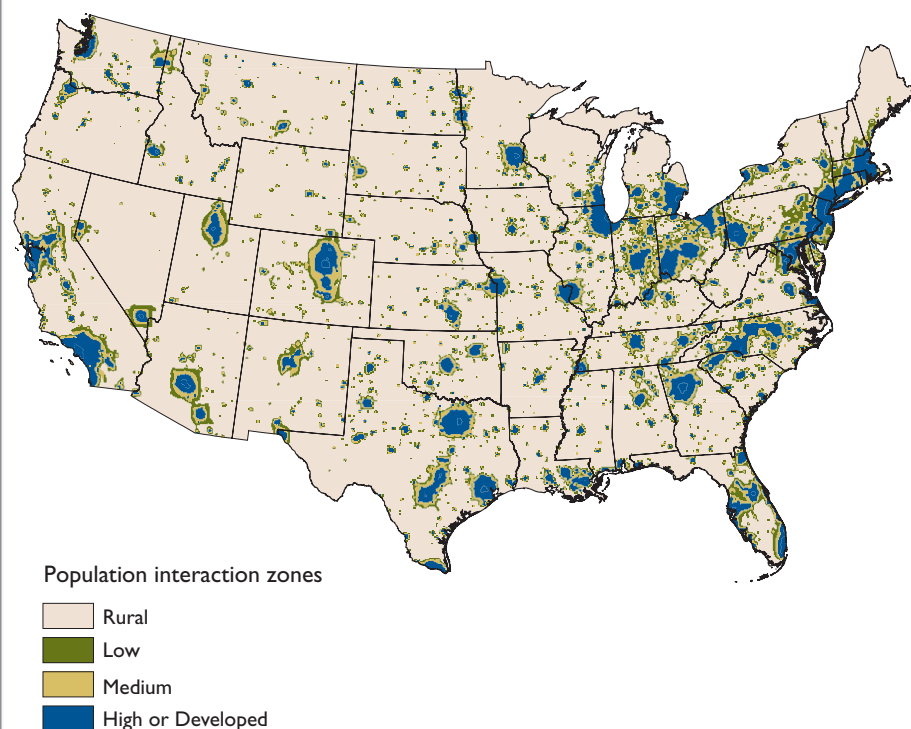 Population interaction zones
Rural
Low
Medium
High or Developed